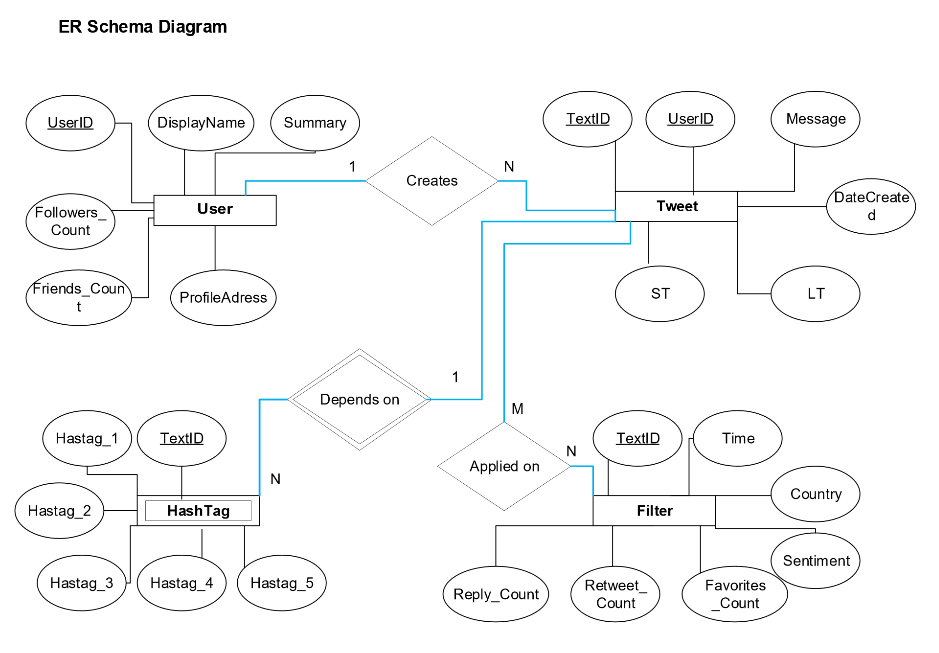 ER Schema Diagram
UserID
DisplayName
Summary
TextID
UserID
Message
1
Creates
N
User
Tweet
DateCreate
d
Followers_
Count
Friends_Coun
t
ProfileAdress
ST
LT
Depends on
1
M
Hastag_1
TextID
N
Applied on
N
TextID
Time
Hastag_2
HashTag
Filter
Country
Sentiment
Hastag_3
Hastag_4
Hastag_5
Reply_Count
Retweet_
Count
Favorites
_Count